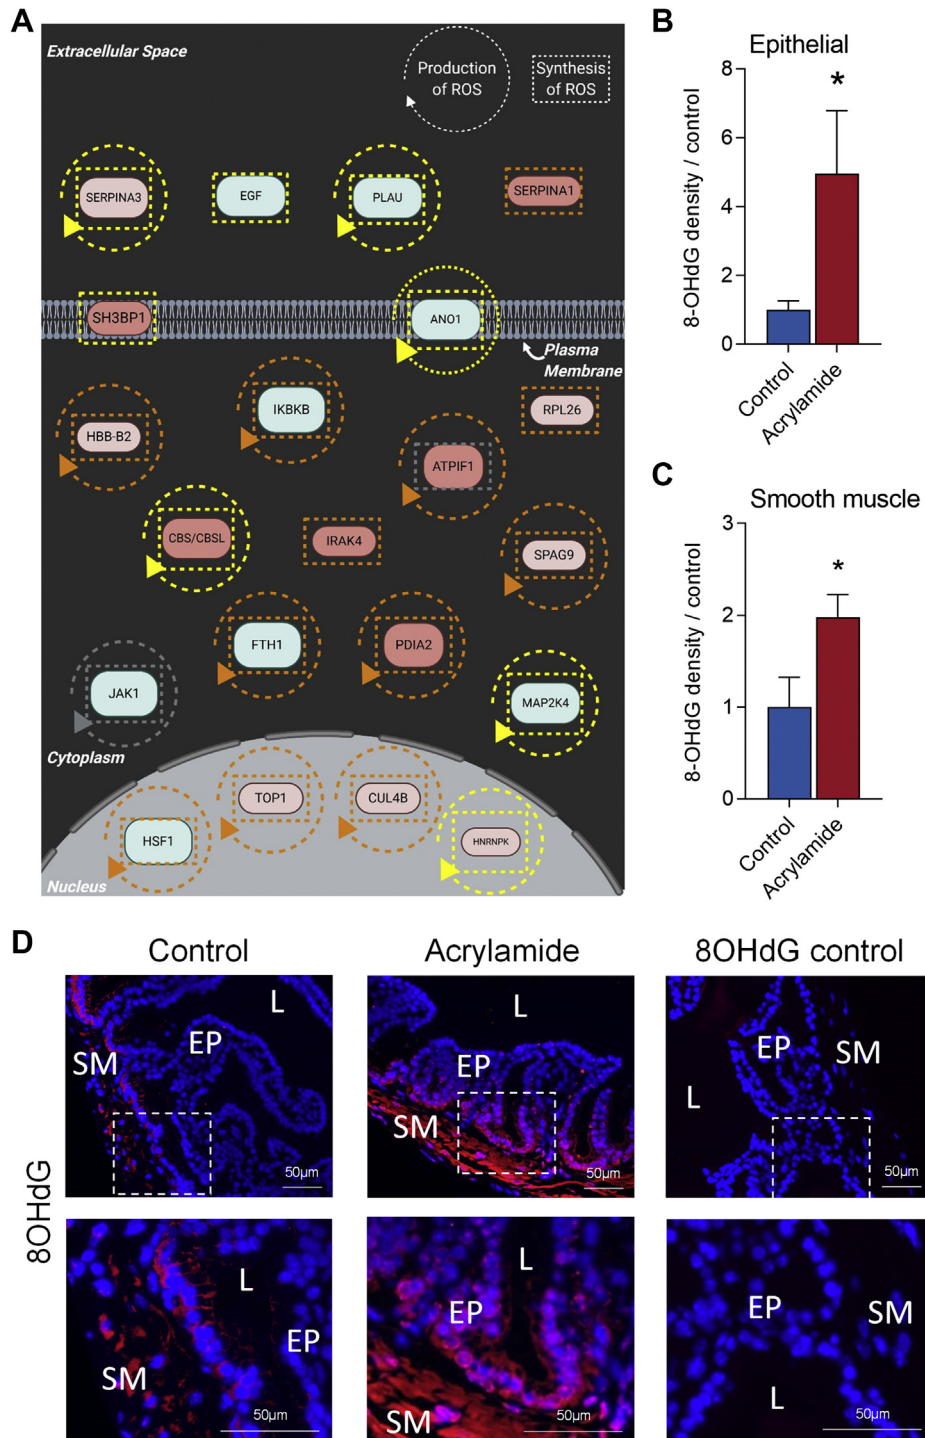 A
Extracellular Space
Production
of ROS
Synthesis
of ROS
SERPINA3
EGF
PLAU
SERPINA1
SH3BP1
ANO1
Plasma
Membrane
HBB-B2
IKBKB
RPL26
ATPIF1
CBS/CBSL
IRAK4
SPAG9
FTH1
PDIA2
JAK1
MAP2K4
Cytoplasm
TOP1
CUL4B
HSF1
HNRNPK
Nucleus
B
Epithelial
8-OHdG density / control
8
6
4
2
0
*
Control
Acrylamide
C
Smooth muscle
8-OHdG density / control
3
2
1
0
*
Control
Acrylamide
D
Control
Acrylamide
8OHdG control
8OHdG
L
EP
SM
50µm
L
EP
SM
50µm
EP
SM
L
50µm
L
EP
SM
50µm
L
EP
SM
50µm
EP
SM
L
50µm